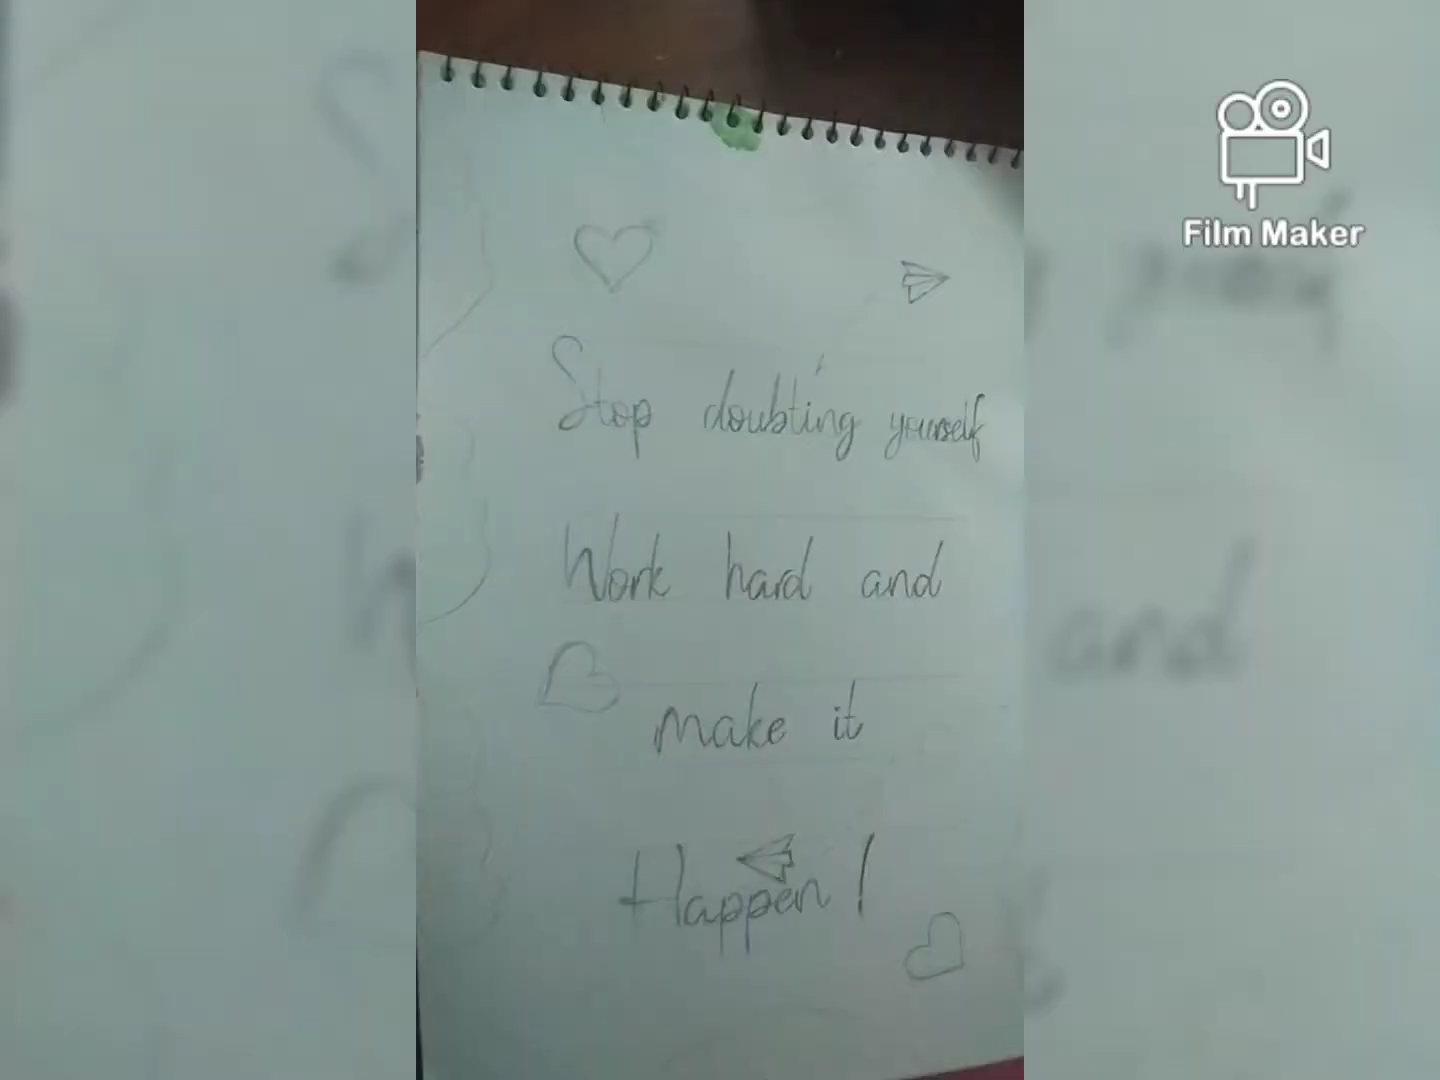 Film Maker
Stop doubting yourself
Work hard and
make it
Happen!